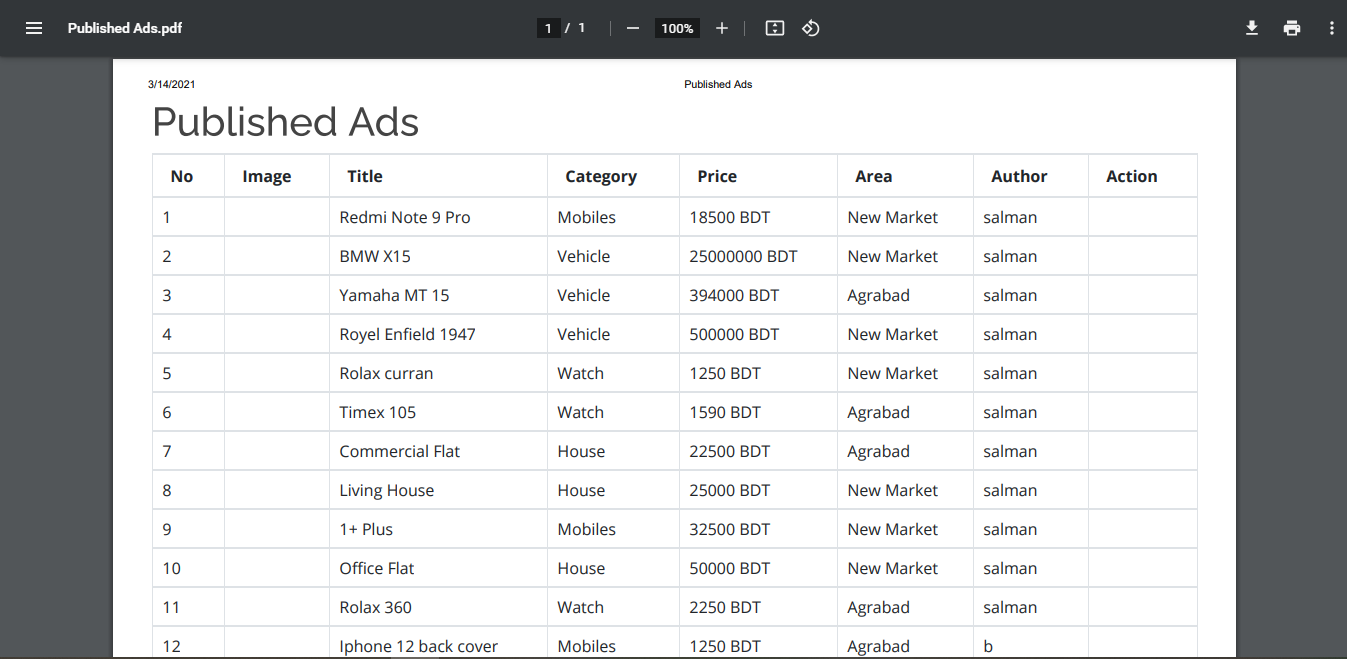 Published Ads.pdf 1 / 1 100%
3/14/2021 Published Ads
Published Ads
No Image Title Category Price Area Author Action
1 Redmi Note 9 Pro Mobiles 18500 BDT New Market salman
2 BMW X15 Vehicle 25000000 BDT New Market salman
3 Yamaha MT 15 Vehicle 394000 BDT Agrabad salman
4 Royel Enfield 1947 Vehicle 500000 BDT New Market salman
5 Rolax curran Watch 1250 BDT New Market salman
6 Timex 105 Watch 1590 BDT Agrabad salman
7 Commercial Flat House 22500 BDT Agrabad salman
8 Living House House 25000 BDT New Market salman
9 1+ Plus Mobiles 32500 BDT New Market salman
10 Office Flat House 50000 BDT New Market salman
11 Rolax 360 Watch 2250 BDT Agrabad salman
12 Iphone 12 back cover Mobiles 1250 BDT Agrabad b